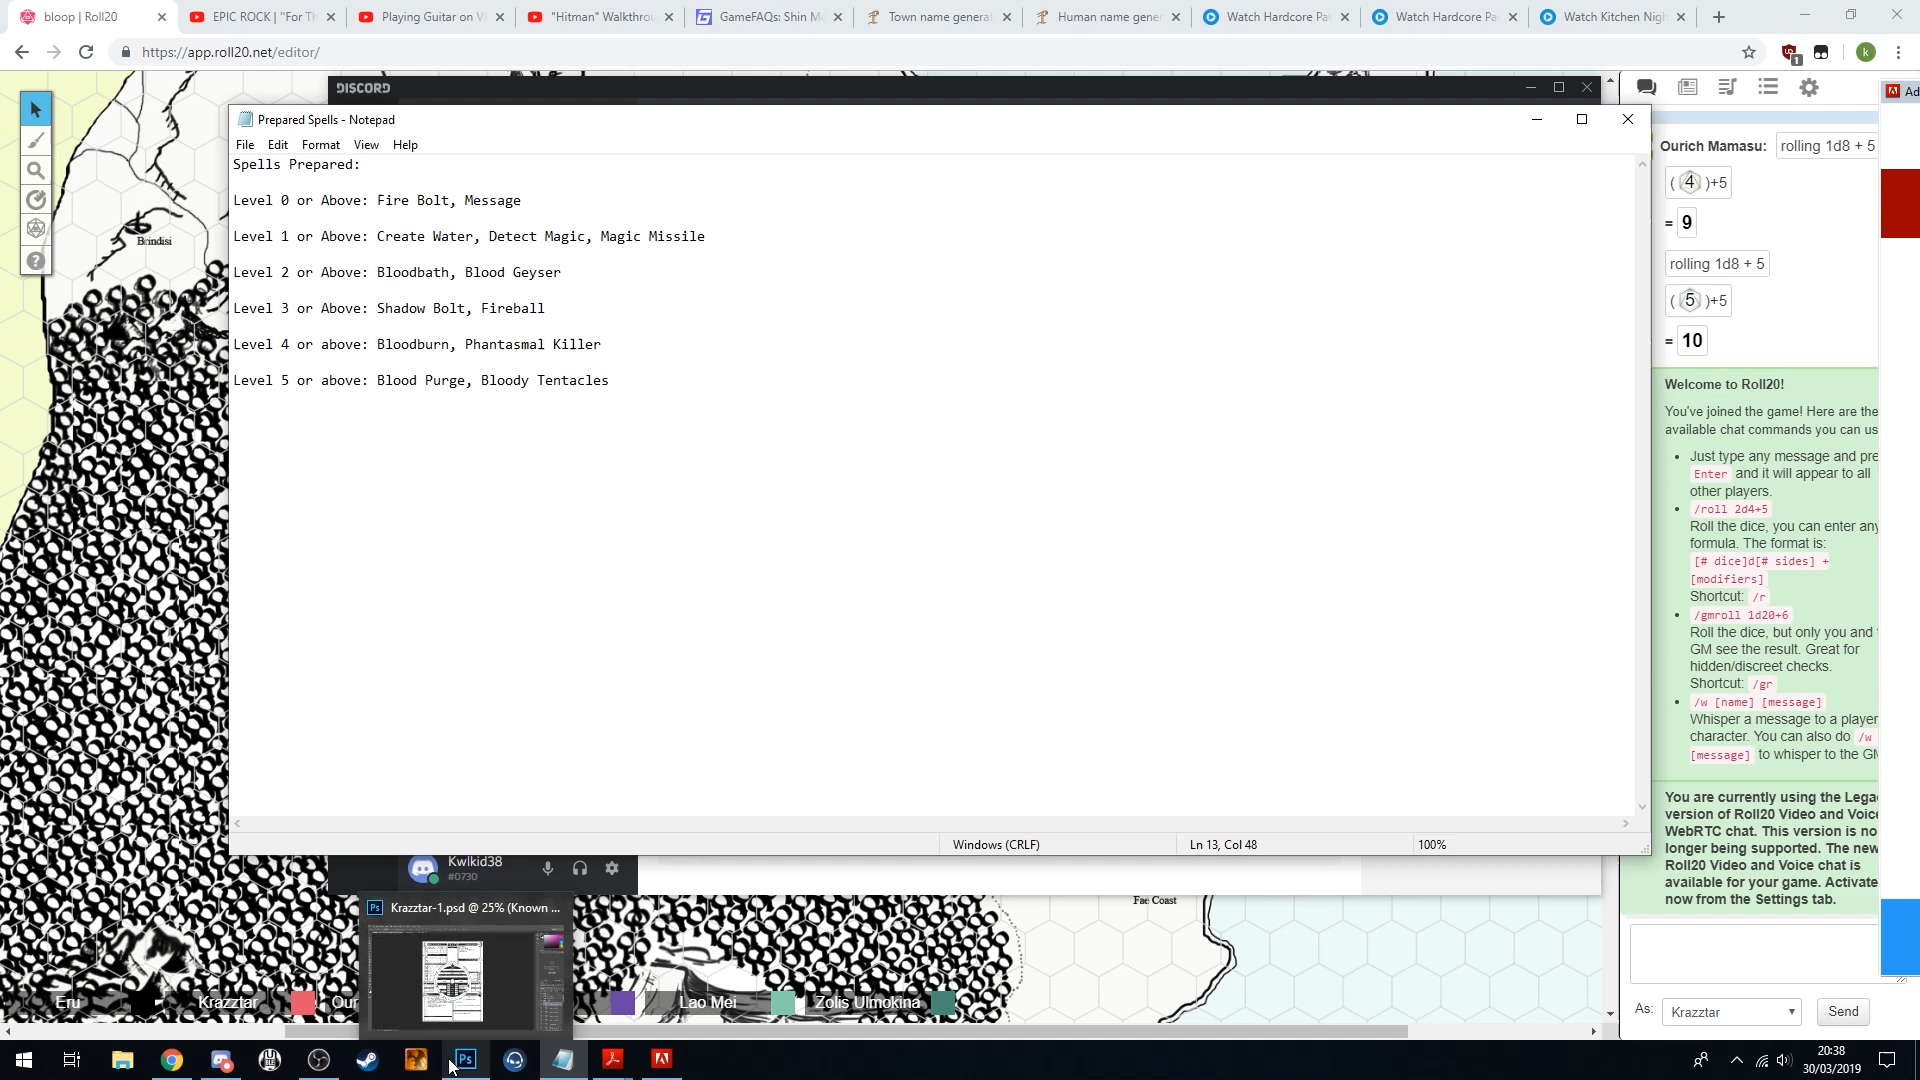 bloop | Roll20
EPIC ROCK | "For Th
Playing Guitar on Vi
"Hitman" Walkthrou
GameFAQs: Shin M
Town name generat
Human name gene
Watch Hardcore Pa
Watch Hardcore Pa
Watch Kitchen Nigh
https://app.roll20.net/editor/
k
1
DISCORD
Prepared Spells - Notepad
File Edit Format View Help
Spells Prepared:
Level 0 or Above: Fire Bolt, Message
Level 1 or Above: Create Water, Detect Magic, Magic Missile
Level 2 or Above: Bloodbath, Blood Geyser
Level 3 or Above: Shadow Bolt, Fireball
Level 4 or above: Bloodburn, Phantasmal Killer
Level 5 or above: Blood Purge, Bloody Tentacles
Windows (CRLF)
Ln 13, Col 48
100%
Brindisi
Ad
Ourich Mamasu: rolling 1d8 + 5
( 4 )+5
= 9
rolling 1d8 + 5
( 5 )+5
= 10
Welcome to Roll20!
You've joined the game! Here are the
available chat commands you can us
• Just type any message and pre
Enter and it will appear to all
other players.
• /roll 2d4+5
Roll the dice, you can enter any
formula. The format is:
[# dice]d[# sides] +
[modifiers]
Shortcut: /r
• /gmroll 1d20+6
Roll the dice, but only you and
GM see the result. Great for
hidden/discreet checks.
Shortcut: /gr
• /w [name] [message]
Whisper a message to a player
character. You can also do /w
[message] to whisper to the GM
You are currently using the Lega
version of Roll20 Video and Voic
WebRTC chat. This version is no
longer being supported. The new
Roll20 Video and Voice chat is
available for your game. Activate
now from the Settings tab.
As: Krazztar
Send
Kwlkid38
#0730
Krazztar-1.psd @ 25% (Known ...
Fae Coast
Eru
Krazztar
Our
Lao Mei
Zolis Ulmokina
Ps
20:38
30/03/2019